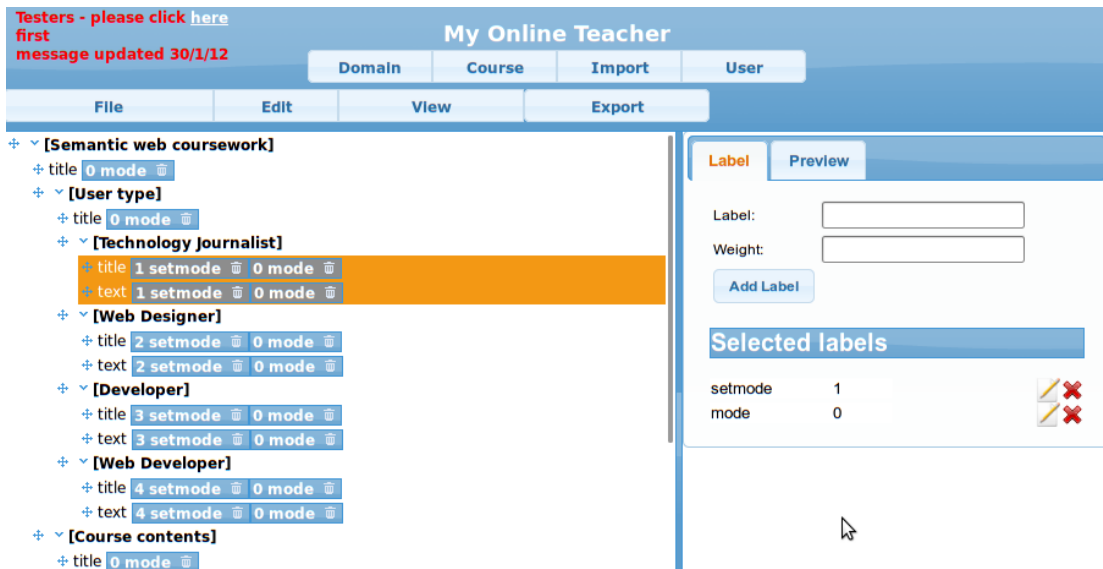 Testers - please click here
first
message updated 30/1/12
My Online Teacher
Domain Course Import User
File Edit View Export
[Semantic web coursework]
title 0 mode
[User type]
title 0 mode
[Technology Journalist]
title 1 setmode 0 mode
text 1 setmode 0 mode
[Web Designer]
title 2 setmode 0 mode
text 2 setmode 0 mode
[Developer]
title 3 setmode 0 mode
text 3 setmode 0 mode
[Web Developer]
title 4 setmode 0 mode
text 4 setmode 0 mode
[Course contents]
title 0 mode
Label Preview
Label:
Weight:
Add Label
Selected labels
setmode 1
mode 0